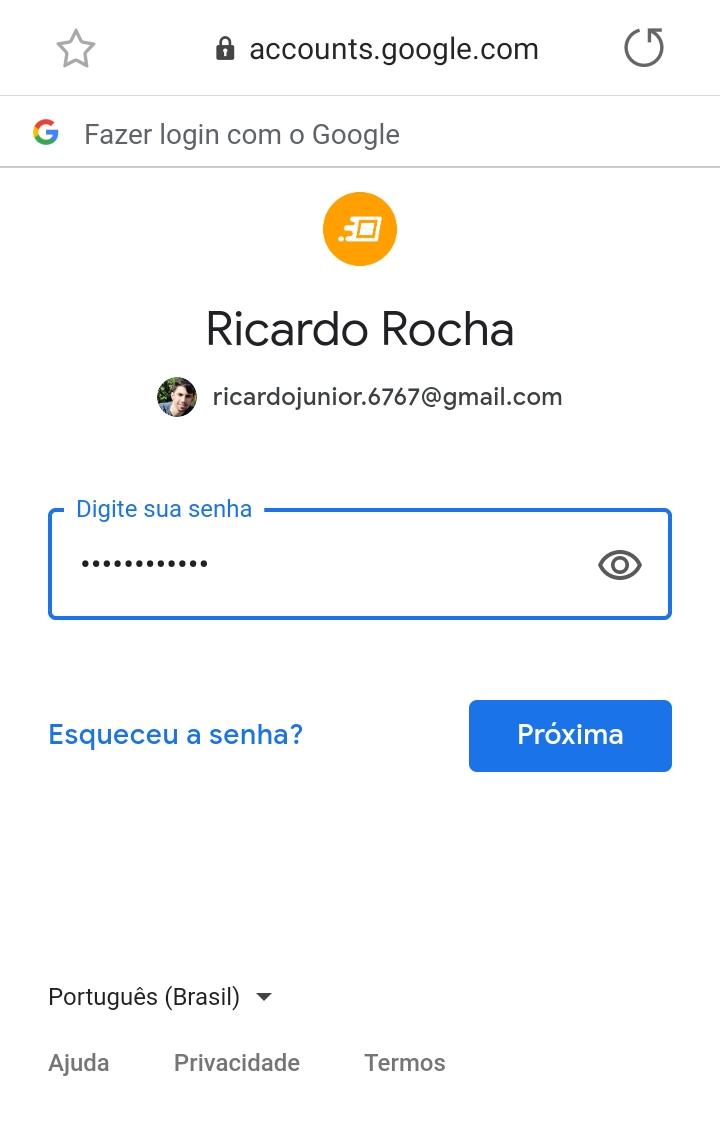 accounts.google.com
Fazer login com o Google
Ricardo Rocha
ricardojunior.6767@gmail.com
Digite sua senha
••••••••••••
Esqueceu a senha?
Próxima
Português (Brasil)
Ajuda Privacidade Termos